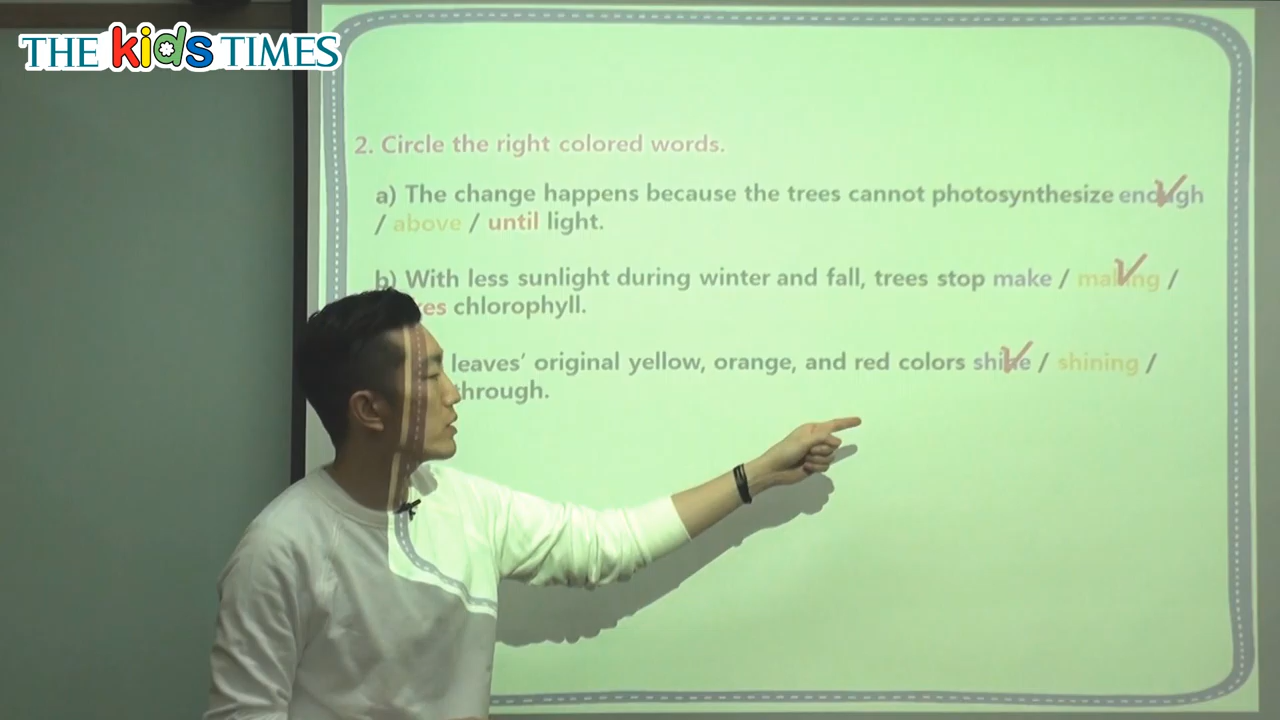 THE kids TIMES
2. Circle the right colored words.
a) The change happens because the trees cannot photosynthesize enough
/ above / until light.
b) With less sunlight during winter and fall, trees stop make / making /
chlorophyll.
leaves’ original yellow, orange, and red colors shine / shining /
through.